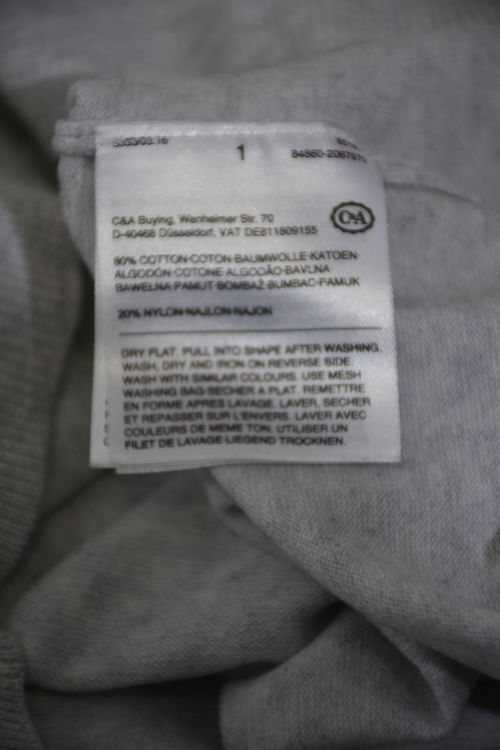 1
C&A
C&A Buying, Wanheimer Str. 70
D-40468 Düsseldorf, VAT DE811809155
80% COTTON·COTON·BAUMWOLLE·KATOEN·
ALGODÓN·COTONE·ALGODÃO·BAVLNA·
BAWEŁNA·PAMUT·BOMBAŽ·BUMBAC·PAMUK
20% NYLON·NAJLON·NAJON
DRY FLAT. PULL INTO SHAPE AFTER WASHING.
WASH, DRY AND IRON ON REVERSE SIDE.
WASH WITH SIMILAR COLOURS. USE MESH
WASHING BAG·SECHER A PLAT. REMETTRE
EN FORME APRES LAVAGE. LAVER, SECHER
ET REPASSER SUR L'ENVERS. LAVER AVEC
COULEURS DE MEME TON. UTILISER UN
FILET DE LAVAGE·LIEGEND TROCKNEN.